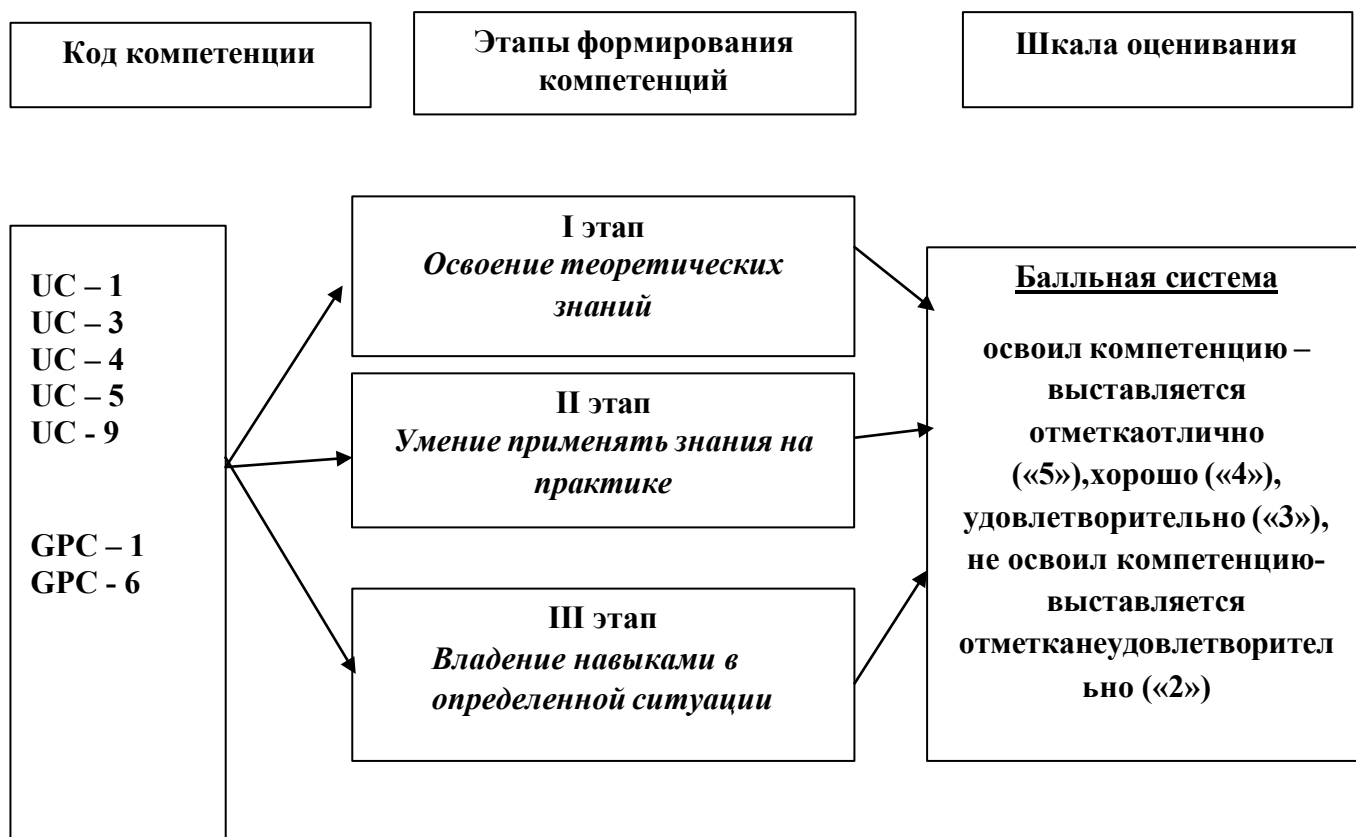 Код компетенции
Этапы формирования
компетенций
Шкала оценивания
UC – 1
UC – 3
UC – 4
UC – 5
UC - 9
GPC – 1
GPC - 6
I этап
Освоение теоретических
знаний
II этап
Умение применять знания на
практике
III этап
Владение навыками в
определенной ситуации
Балльная система
освоил компетенцию –
выставляется
отметкаотлично
(«5»),хорошо («4»),
удовлетворительно («3»),
не освоил компетенцию-
выставляется
отметканеудовлетворител
ьно («2»)